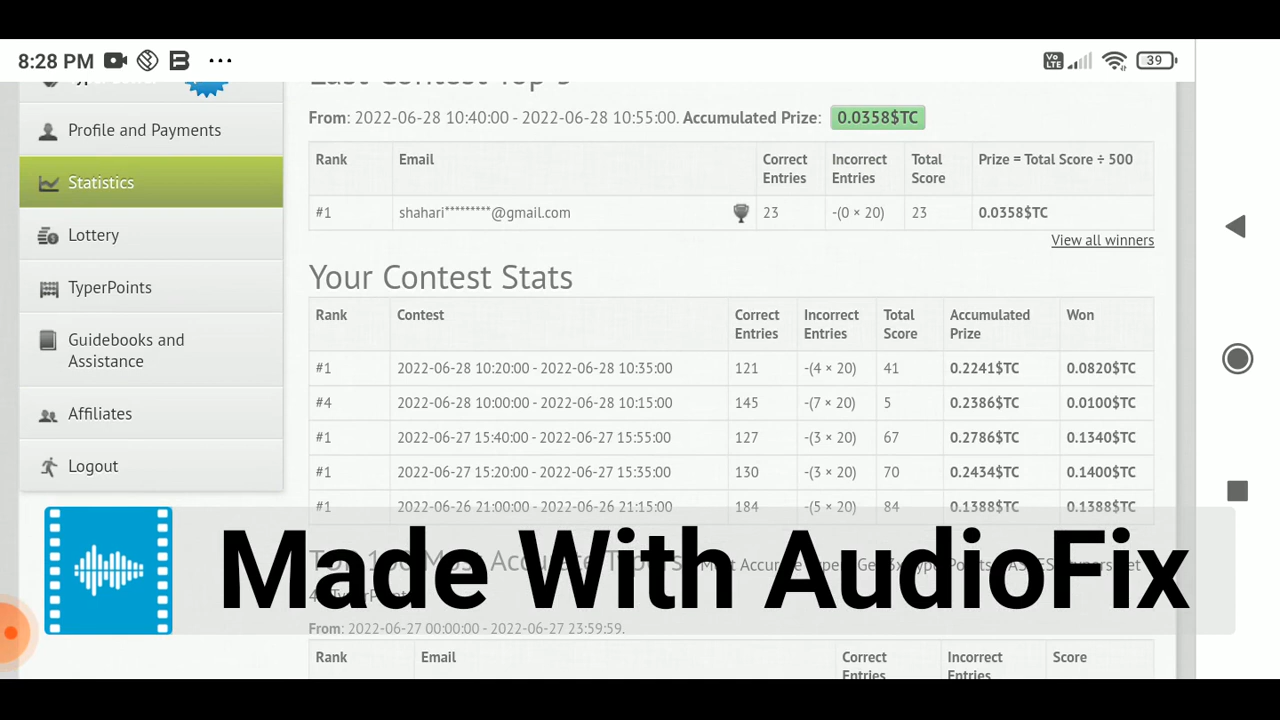 8:28 PM
Vo LTE
39
Last Contest Top
Profile and Payments
From: 2022-06-28 10:40:00 - 2022-06-28 10:55:00. Accumulated Prize: 0.0358$TC
Rank Email Correct Entries Incorrect Entries Total Score Prize = Total Score ÷ 500
Statistics
#1 shahari*********@gmail.com 23 -(0 × 20) 23 0.0358$TC
Lottery
View all winners
Your Contest Stats
TyperPoints
Rank Contest Correct Entries Incorrect Entries Total Score Accumulated Prize Won
Guidebooks and
Assistance
#1 2022-06-28 10:20:00 - 2022-06-28 10:35:00 121 -(4 × 20) 41 0.2241$TC 0.0820$TC
#4 2022-06-28 10:00:00 - 2022-06-28 10:15:00 145 -(7 × 20) 5 0.2386$TC 0.0100$TC
Affiliates
#1 2022-06-27 15:40:00 - 2022-06-27 15:55:00 127 -(3 × 20) 67 0.2786$TC 0.1340$TC
Logout
#1 2022-06-27 15:20:00 - 2022-06-27 15:35:00 130 -(3 × 20) 70 0.2434$TC 0.1400$TC
#1 2022-06-26 21:00:00 - 2022-06-26 21:15:00 184 -(5 × 20) 84 0.1388$TC 0.1388$TC
Made With AudioFix
From: 2022-06-27 00:00:00 - 2022-06-27 23:59:59.
Rank Email Correct Entries Incorrect Entries Score